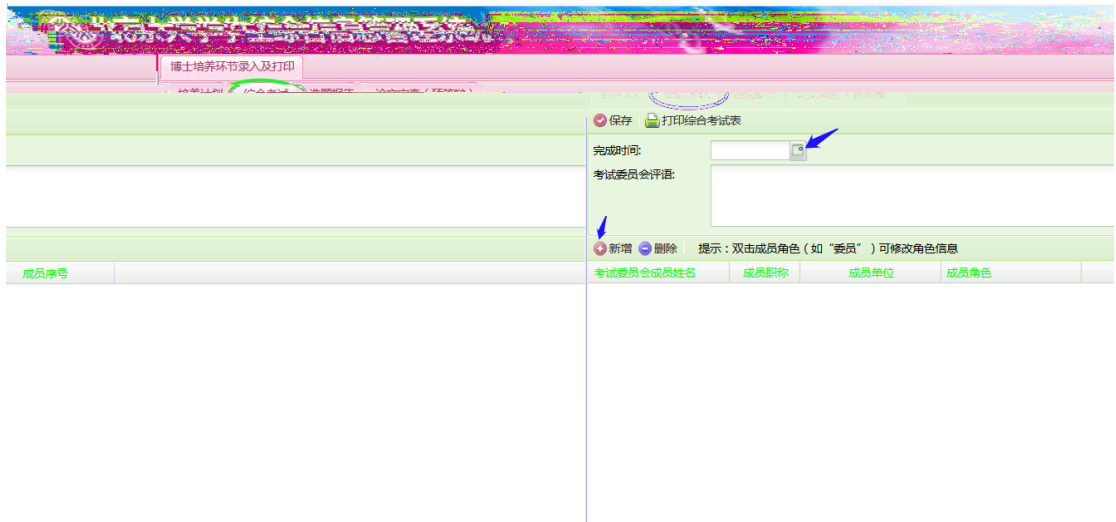 博士培养环节录入及打印
综合考试
保存 打印综合考试表
完成时间:
考试委员会评语:
新增 删除 提示：双击成员角色（如“委员”）可修改角色信息
成员序号
考试委员会成员姓名 成员职称 成员单位 成员角色